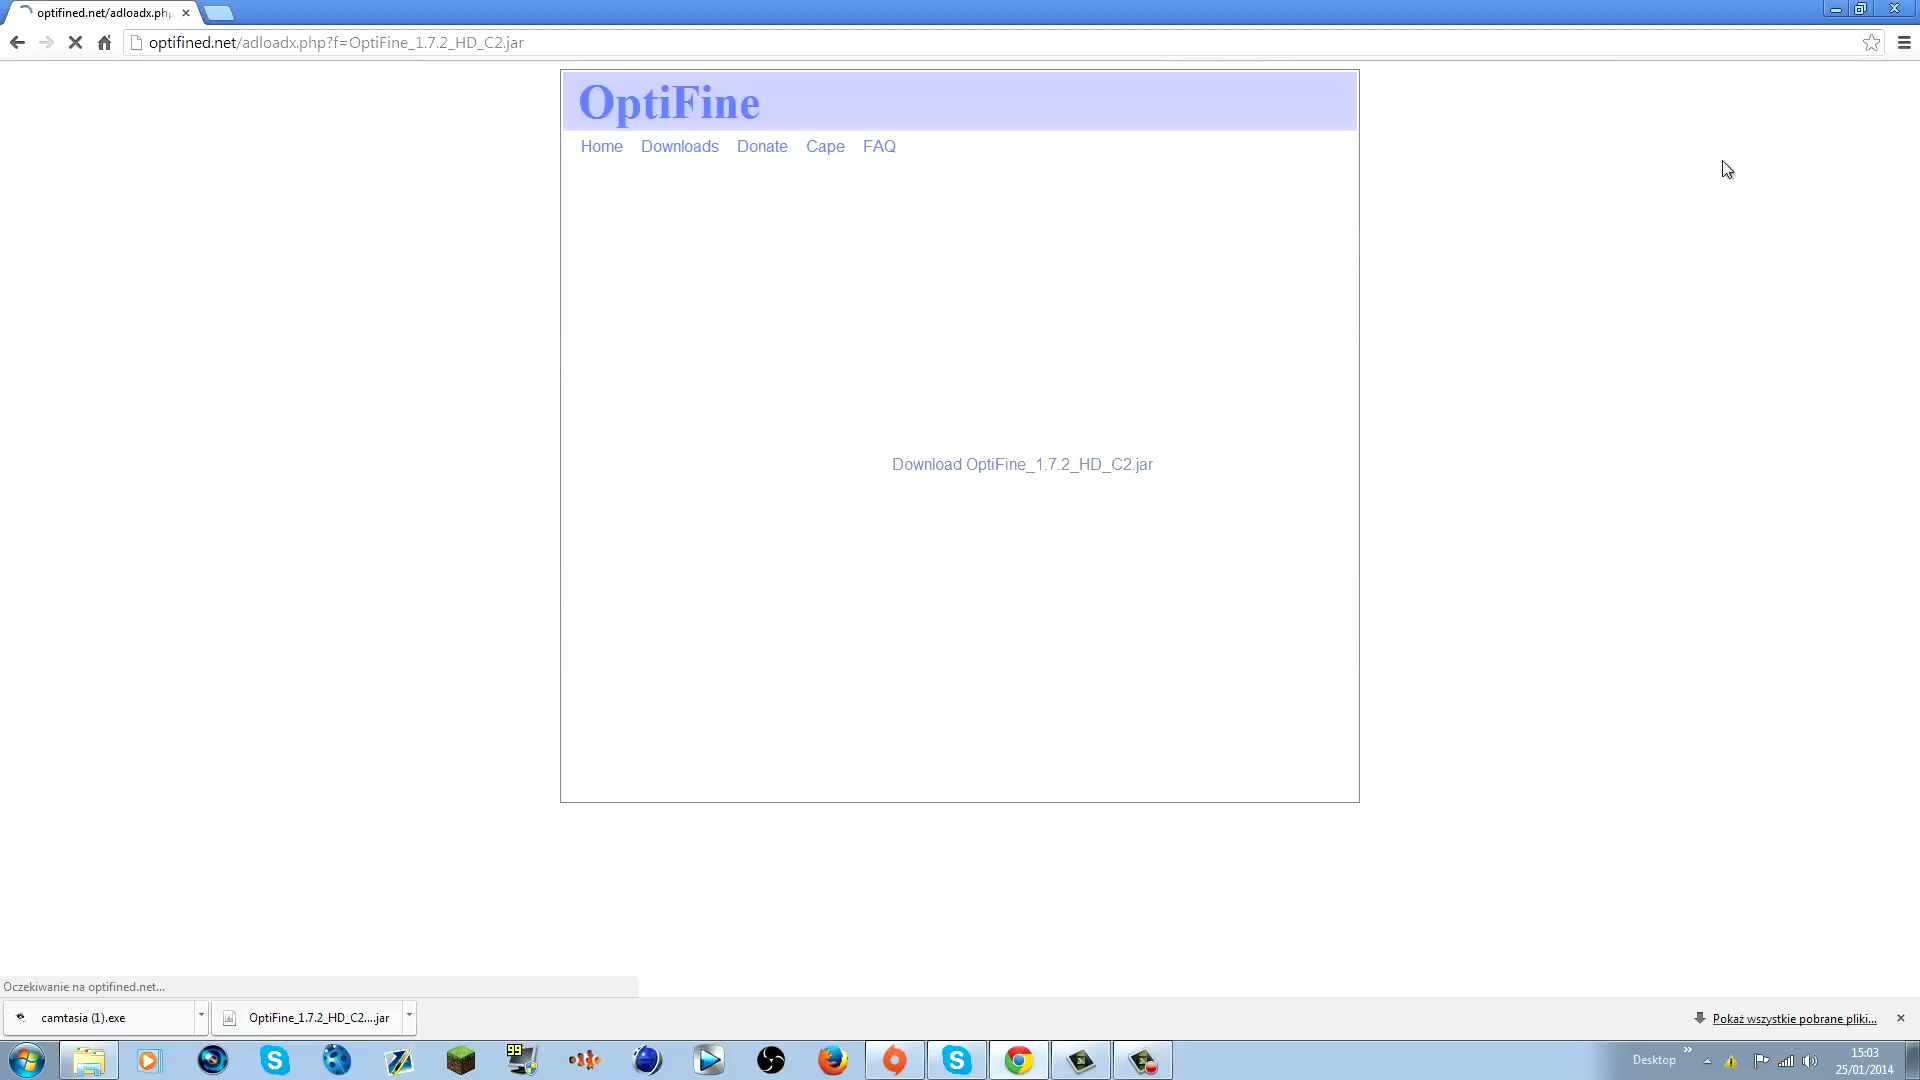 optifined.net/adloadx.php
optifined.net/adloadx.php?f=OptiFine_1.7.2_HD_C2.jar
OptiFine
Home Downloads Donate Cape FAQ
Download OptiFine_1.7.2_HD_C2.jar
Oczekiwanie na optifined.net...
camtasia (1).exe
OptiFine_1.7.2_HD_C2....jar
Pokaż wszystkie pobrane pliki...
99
Desktop
15:03
25/01/2014